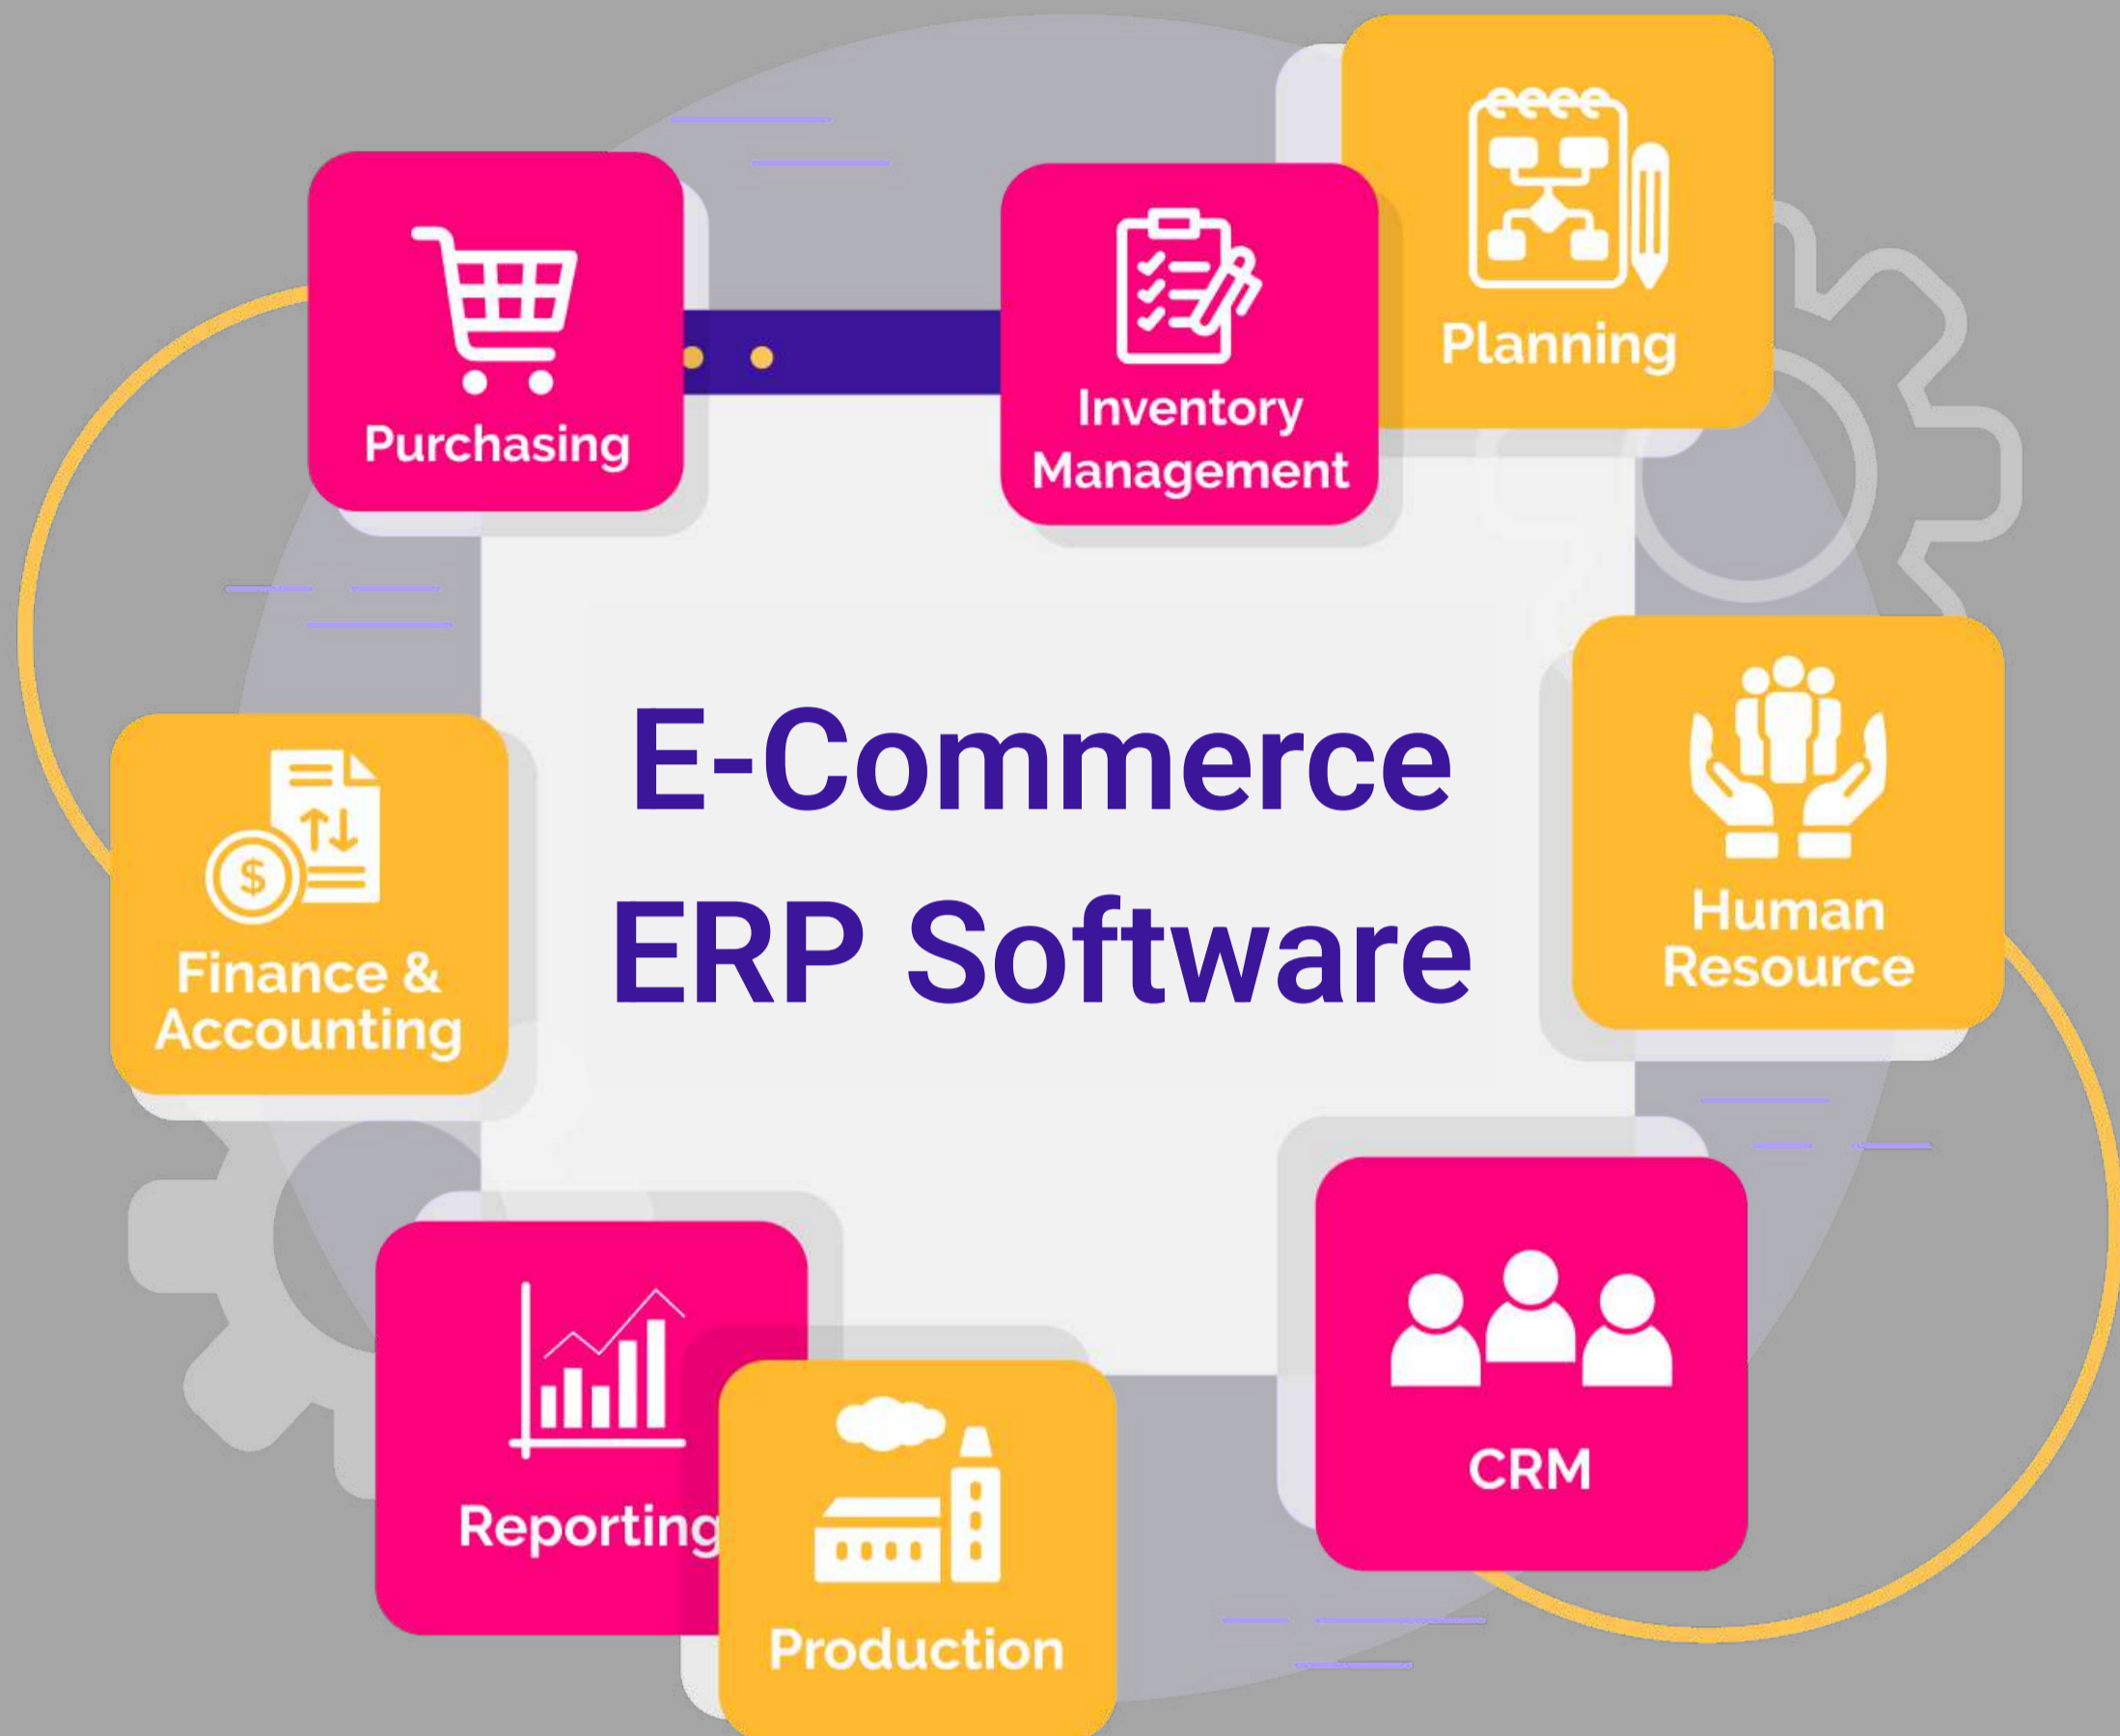 Planning
Purchasing
Inventory
Management
E-Commerce
ERP Software
Human
Resource
$
Finance &
Accounting
CRM
Reporting
Production